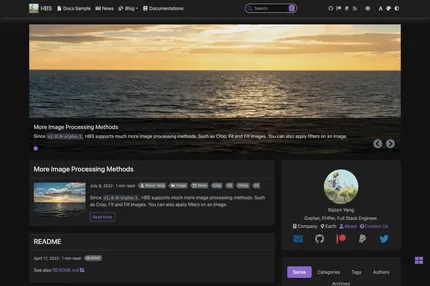 HBS Docs Sample News Blog Documentations Search /
More Image Processing Methods
Since v1.0.0-alpha.1, HBS supports much more image processing methods. Such as Crop, Fit and Fill images. You can also apply filters on an image.
More Image Processing Methods
July 8, 2022 · 1 min read Razon Yang Image News Crop Fill Filters
Since v1.0.0-alpha.1, HBS supports much more image processing methods. Such
as Crop, Fit and Fill images. You can also apply filters on an image.
Read More
README
April 17, 2022 · 1 min read README
See also README.md
Razon Yang
Gopher, PHPer, Full Stack Engineer
Company Earth About Contact Us
Series Categories Tags Authors
Archives